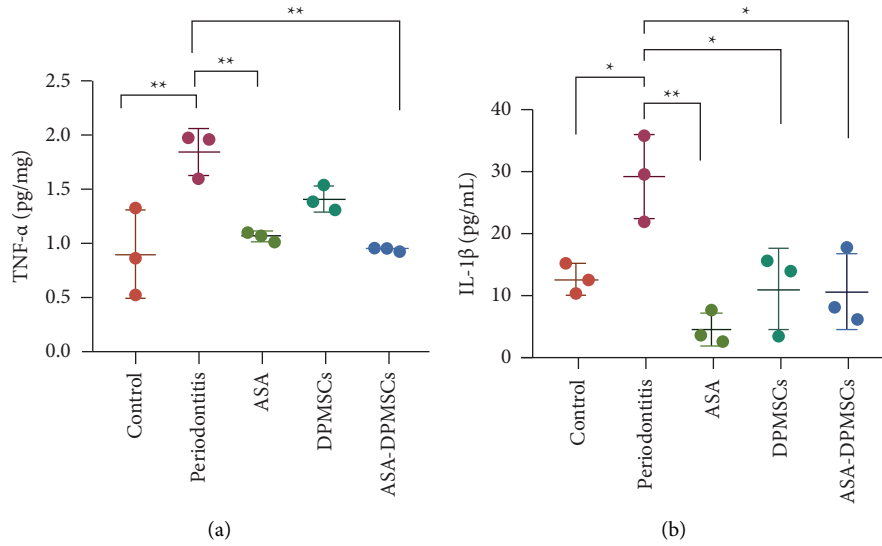 **
**
**
2.5
2.0
1.5
1.0
0.5
0.0
TNF-α (pg/mg)
Control
Periodontitis
ASA
DPMSCs
ASA-DPMSCs
(a)
*
*
*
**
40
30
20
10
0
IL-1β (pg/mL)
Control
Periodontitis
ASA
DPMSCs
ASA-DPMSCs
(b)